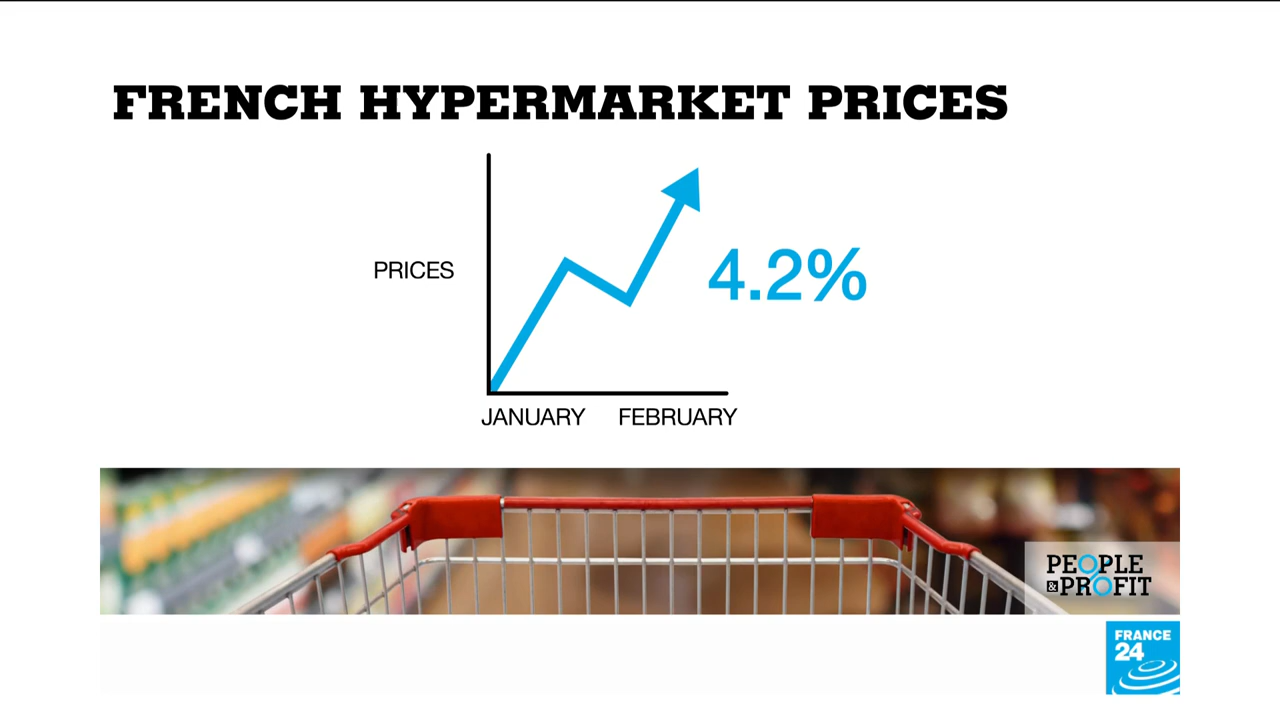 FRENCH HYPERMARKET PRICES
PRICES
4.2%
JANUARY FEBRUARY
PEOPLE
& PROFIT
FRANCE
24